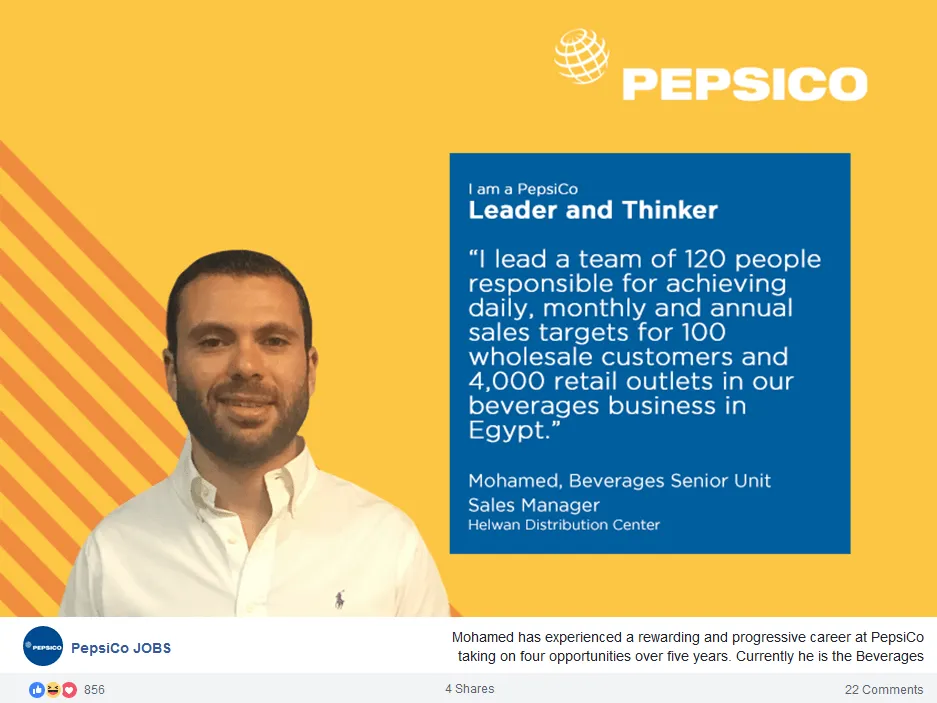 PEPSICO
I am a PepsiCo
Leader and Thinker
“I lead a team of 120 people
responsible for achieving
daily, monthly and annual
sales targets for 100
wholesale customers and
4,000 retail outlets in our
beverages business in
Egypt.”
Mohamed, Beverages Senior Unit
Sales Manager
Helwan Distribution Center
PEPSICO
PepsiCo JOBS
Mohamed has experienced a rewarding and progressive career at PepsiCo
taking on four opportunities over five years. Currently he is the Beverages
856
4 Shares
22 Comments